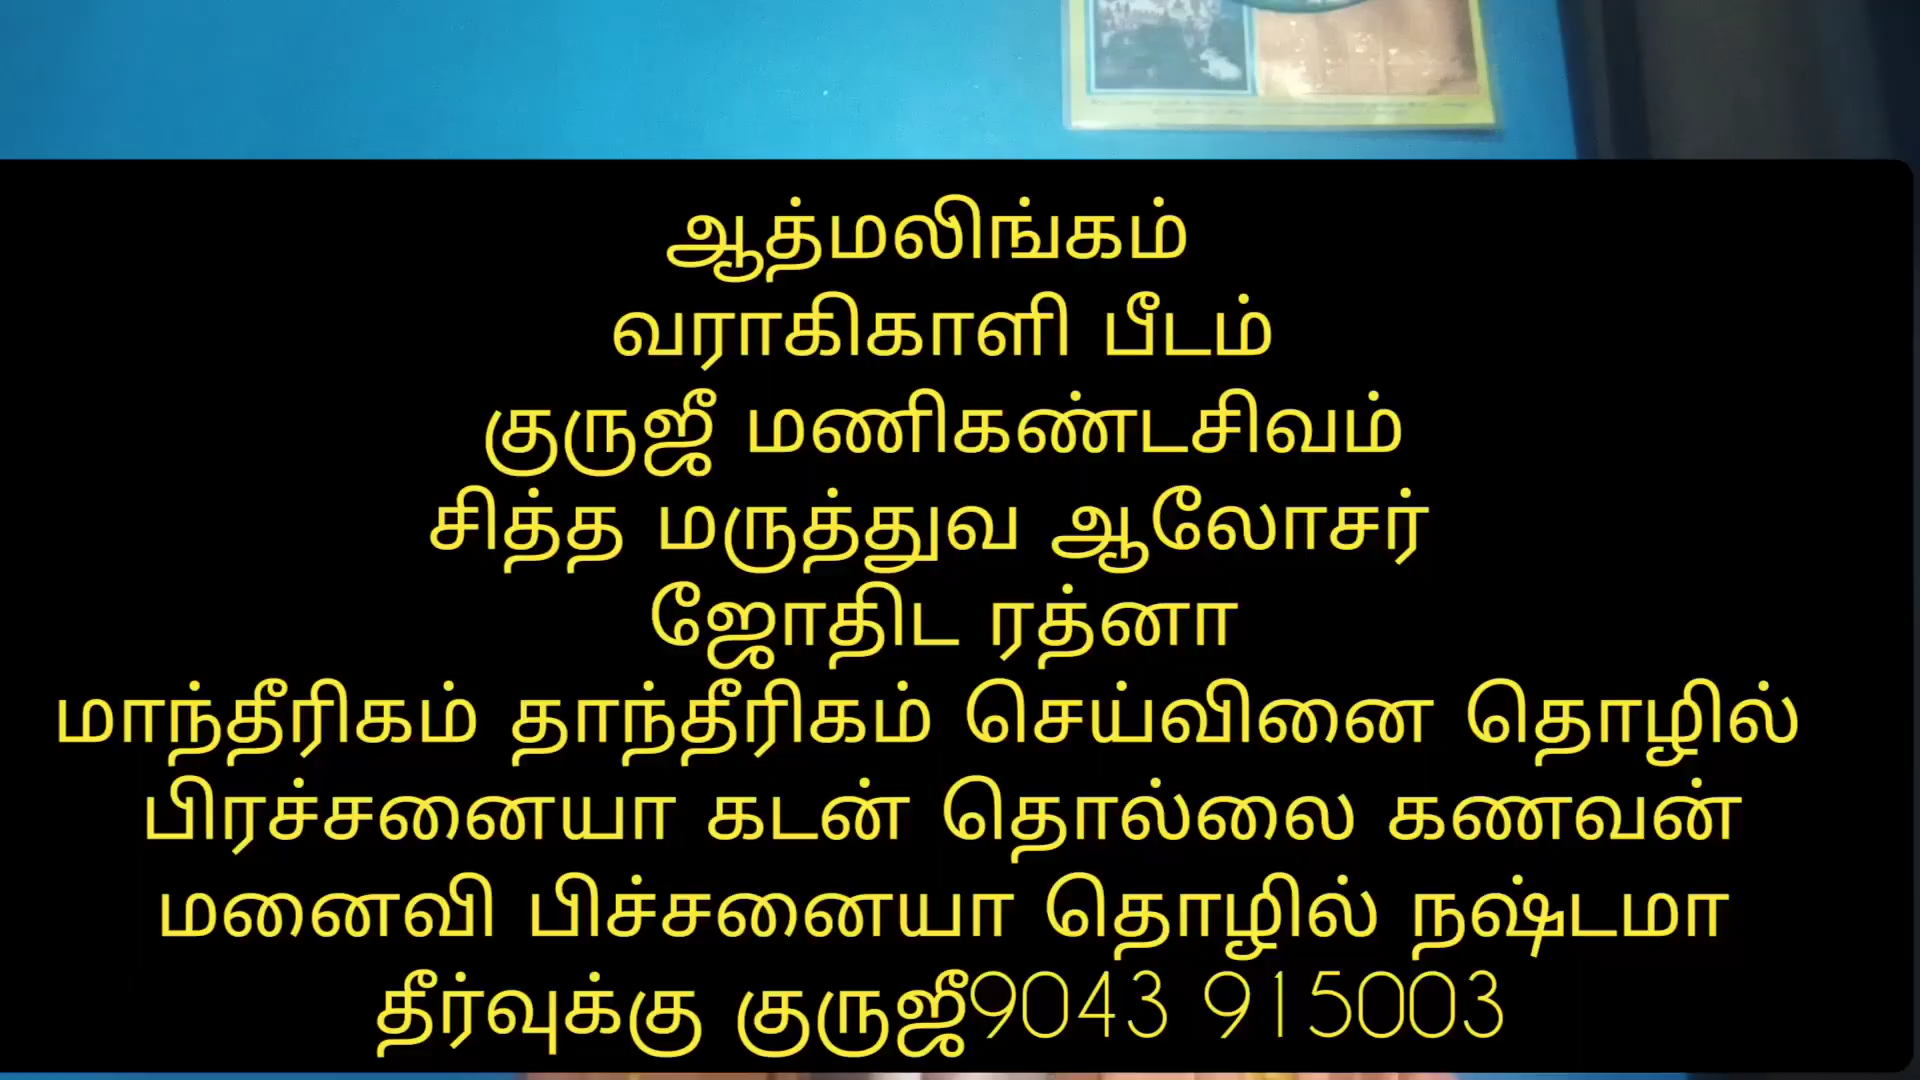 ஆத்மலிங்கம்
வராகிகாளி பீடம்
குருஜீ மணிகண்டசிவம்
சித்த மருத்துவ ஆலோசர்
ஜோதிட ரத்னா
மாந்தீரிகம் தாந்தீரிகம் செய்வினை தொழில்
பிரச்சனையா கடன் தொல்லை கணவன்
மனைவி பிச்சனையா தொழில் நஷ்டமா
தீர்வுக்கு குருஜீ9043 915003